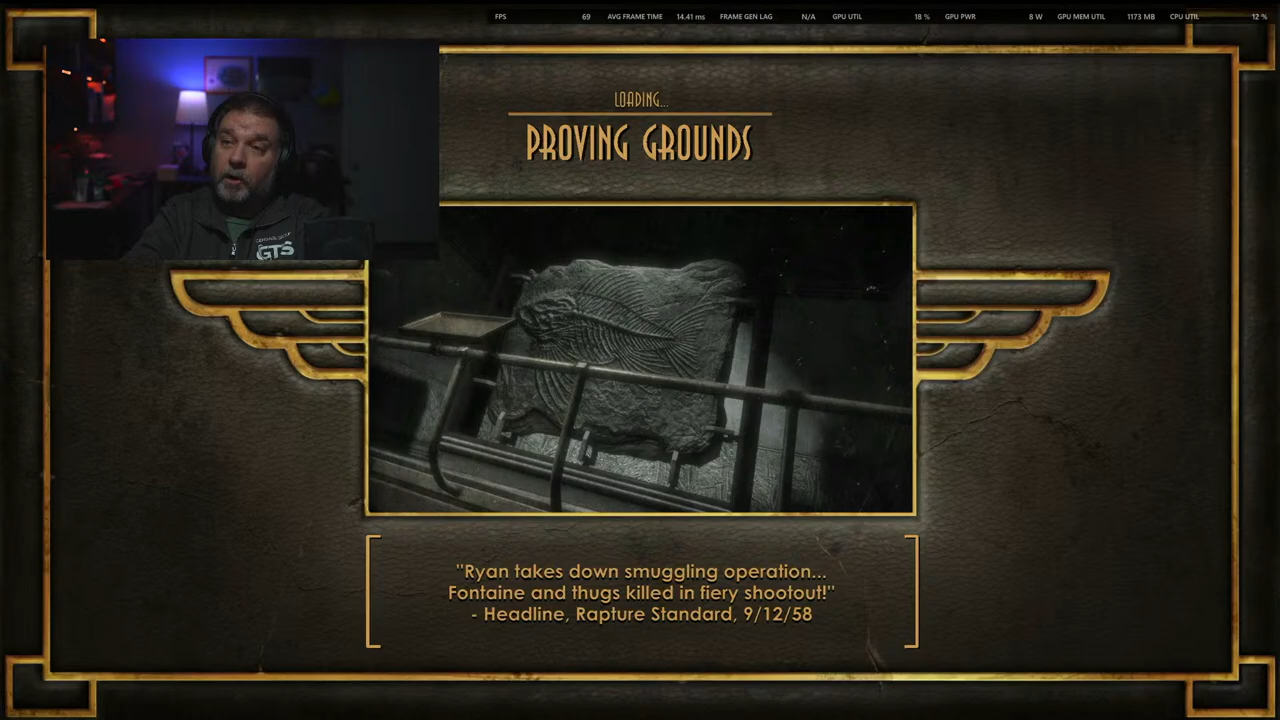 FPS 69 AVG FRAME TIME 14.41 ms FRAME GEN LAG N/A GPU UTIL 18 % GPU PWR 8 W GPU MEM UTIL 1173 MB CPU UTIL 12 %
LOADING...
PROVING GROUNDS
GTS
"Ryan takes down smuggling operation...
Fontaine and thugs killed in fiery shootout!"
- Headline, Rapture Standard, 9/12/58